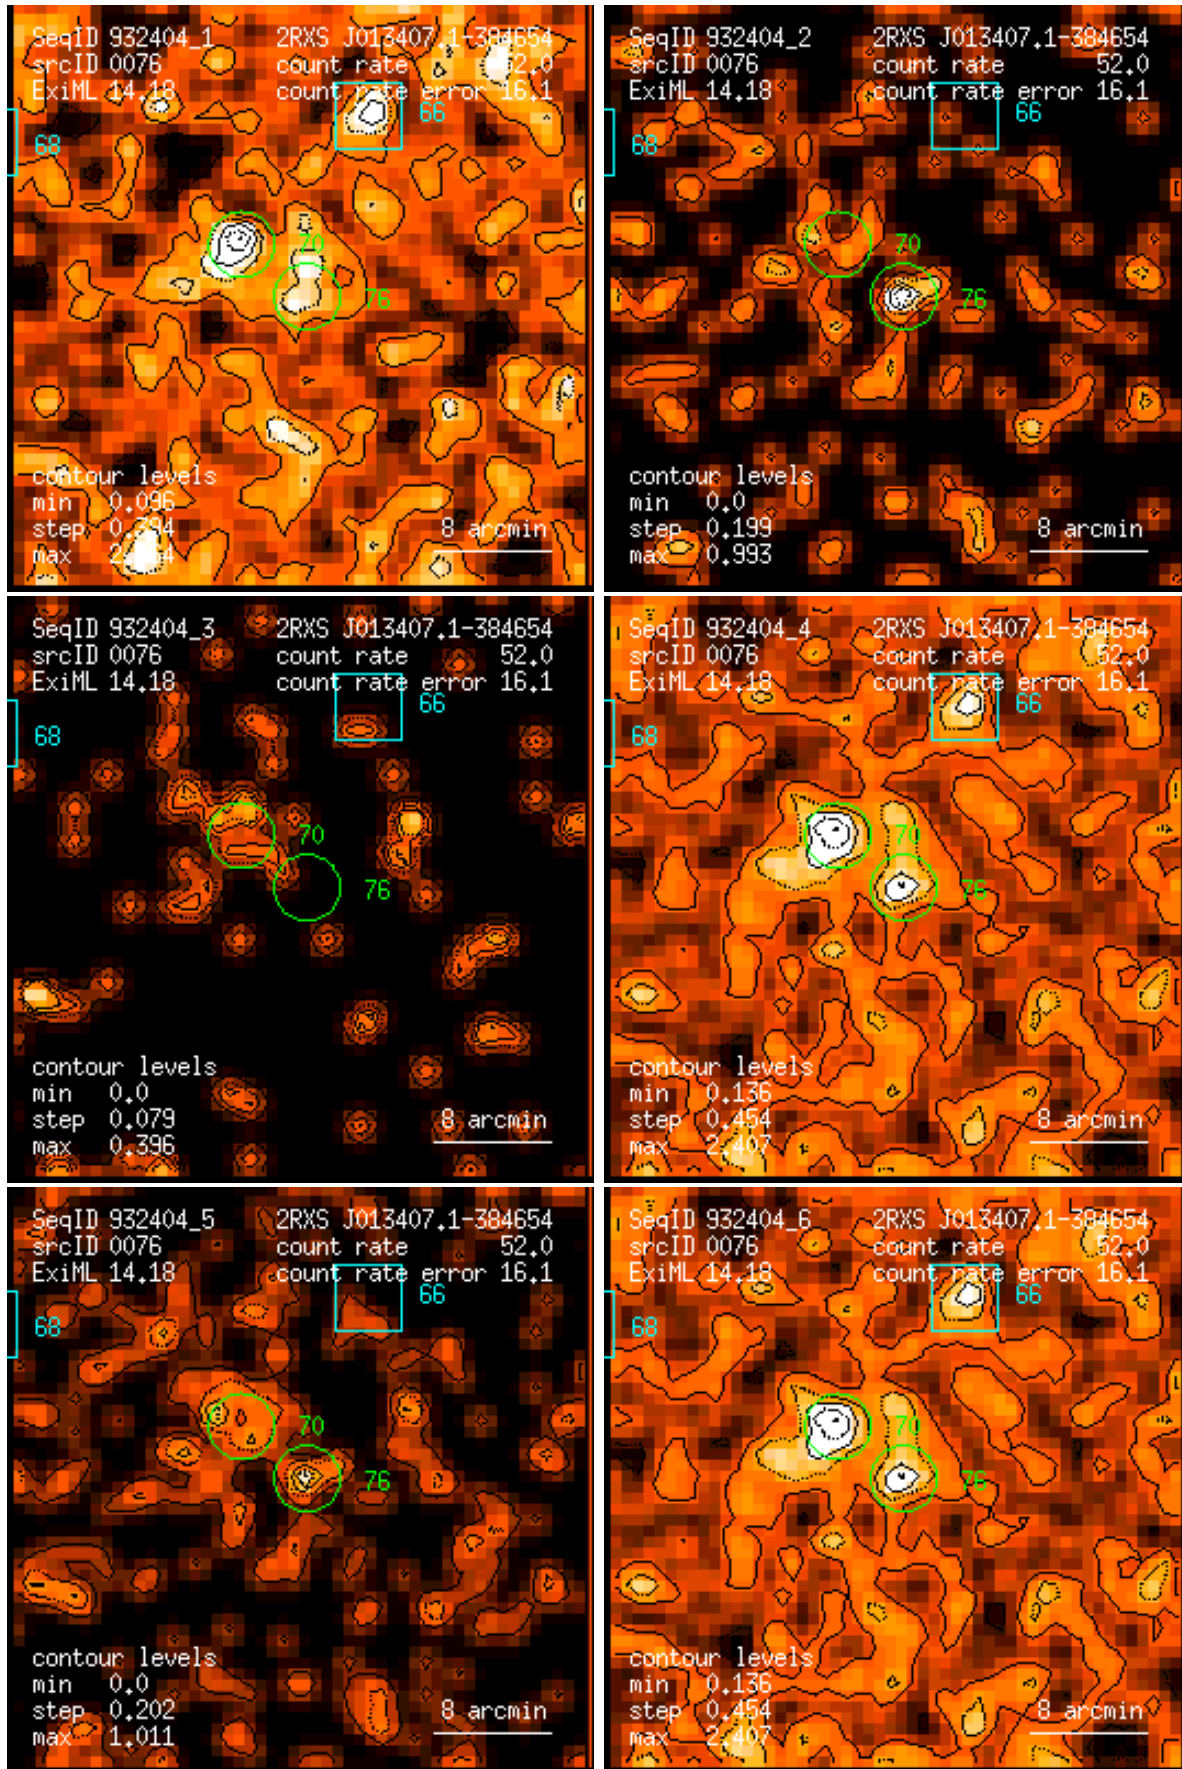 SeqID 932404_1 2RXS J013407.1-384654
srcID 0076 count rate 52.0
ExiML 14.18 count rate error 16.1
66
68
70
76
contour levels
min 0.096
step 0.394
max
8 arcmin
SeqID 932404_2 2RXS J013407.1-384654
srcID 0076 count rate 52.0
ExiML 14.18 count rate error 16.1
66
68
70
76
contour levels
min 0.0
step 0.199
max 0.993
8 arcmin
SeqID 932404_3 2RXS J013407.1-384654
srcID 0076 count rate 52.0
ExiML 14.18 count rate error 16.1
66
68
70
76
contour levels
min 0.0
step 0.079
max 0.396
8 arcmin
SeqID 932404_4 2RXS J013407.1-384654
srcID 0076 count rate 52.0
ExiML 14.18 count rate error 16.1
66
68
70
76
contour levels
min 0.136
step 0.454
max 2.407
8 arcmin
SeqID 932404_5 2RXS J013407.1-384654
srcID 0076 count rate 52.0
ExiML 14.18 count rate error 16.1
66
68
70
76
contour levels
min 0.0
step 0.202
max 1.011
8 arcmin
SeqID 932404_6 2RXS J013407.1-384654
srcID 0076 count rate 52.0
ExiML 14.18 count rate error 16.1
66
68
70
76
contour levels
min 0.136
step 0.454
max 2.407
8 arcmin